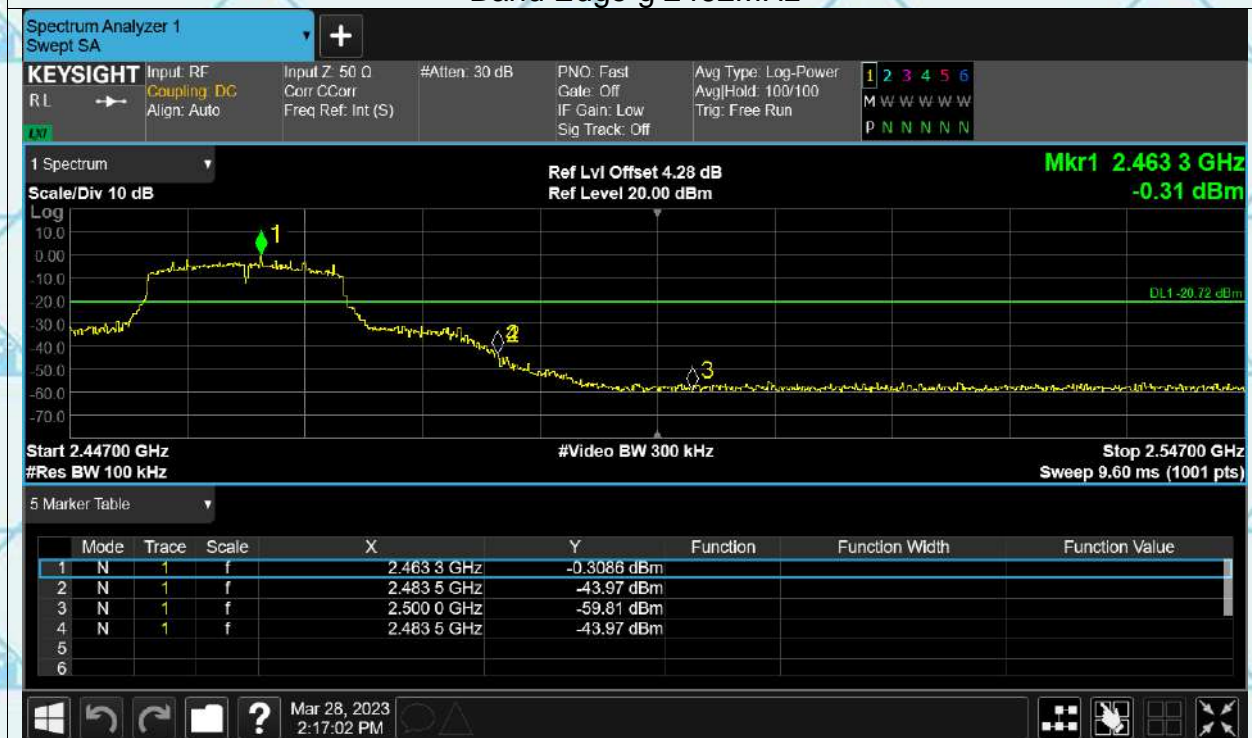 Band Edge g 2462MHz
Spectrum Analyzer 1
Swept SA
+
KEYSIGHT
RL
LXI
Input: RF
Coupling: DC
Align: Auto
Input Z: 50 Ω
Corr CCorr
Freq Ref: Int (S)
#Atten: 30 dB
PNO: Fast
Gate: Off
IF Gain: Low
Sig Track: Off
Avg Type: Log-Power
Avg|Hold: 100/100
Trig: Free Run
1 2 3 4 5 6
M W W W W W
P N N N N N
1 Spectrum
Scale/Div 10 dB
Ref Lvl Offset 4.28 dB
Ref Level 20.00 dBm
Mkr1 2.463 3 GHz
-0.31 dBm
Log
10.0
0.00
-10.0
-20.0
-30.0
-40.0
-50.0
-60.0
-70.0
1
3
DL1 -20.72 dBm
Start 2.44700 GHz
#Res BW 100 kHz
#Video BW 300 kHz
Stop 2.54700 GHz
Sweep 9.60 ms (1001 pts)
5 Marker Table
Mode Trace Scale X Y Function Function Width Function Value
1 N 1 f 2.463 3 GHz -0.3086 dBm
2 N 1 f 2.483 5 GHz -43.97 dBm
3 N 1 f 2.500 0 GHz -59.81 dBm
4 N 1 f 2.483 5 GHz -43.97 dBm
5
6
?
Mar 28, 2023
2:17:02 PM